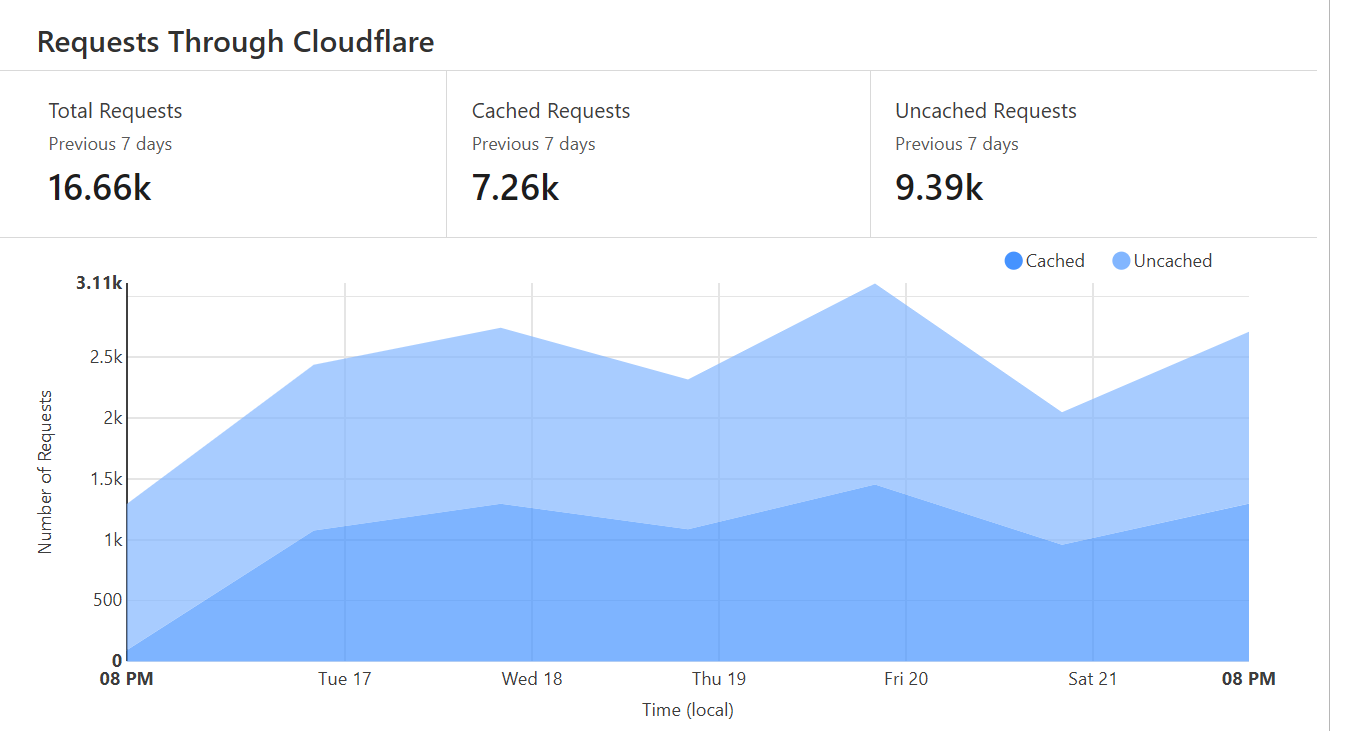 Requests Through Cloudflare
Total Requests
Previous 7 days
16.66k
Cached Requests
Previous 7 days
7.26k
Uncached Requests
Previous 7 days
9.39k
Cached
Uncached
3.11k
2.5k
2k
1.5k
1k
500
0
Number of Requests
08 PM
Tue 17
Wed 18
Thu 19
Fri 20
Sat 21
08 PM
Time (local)